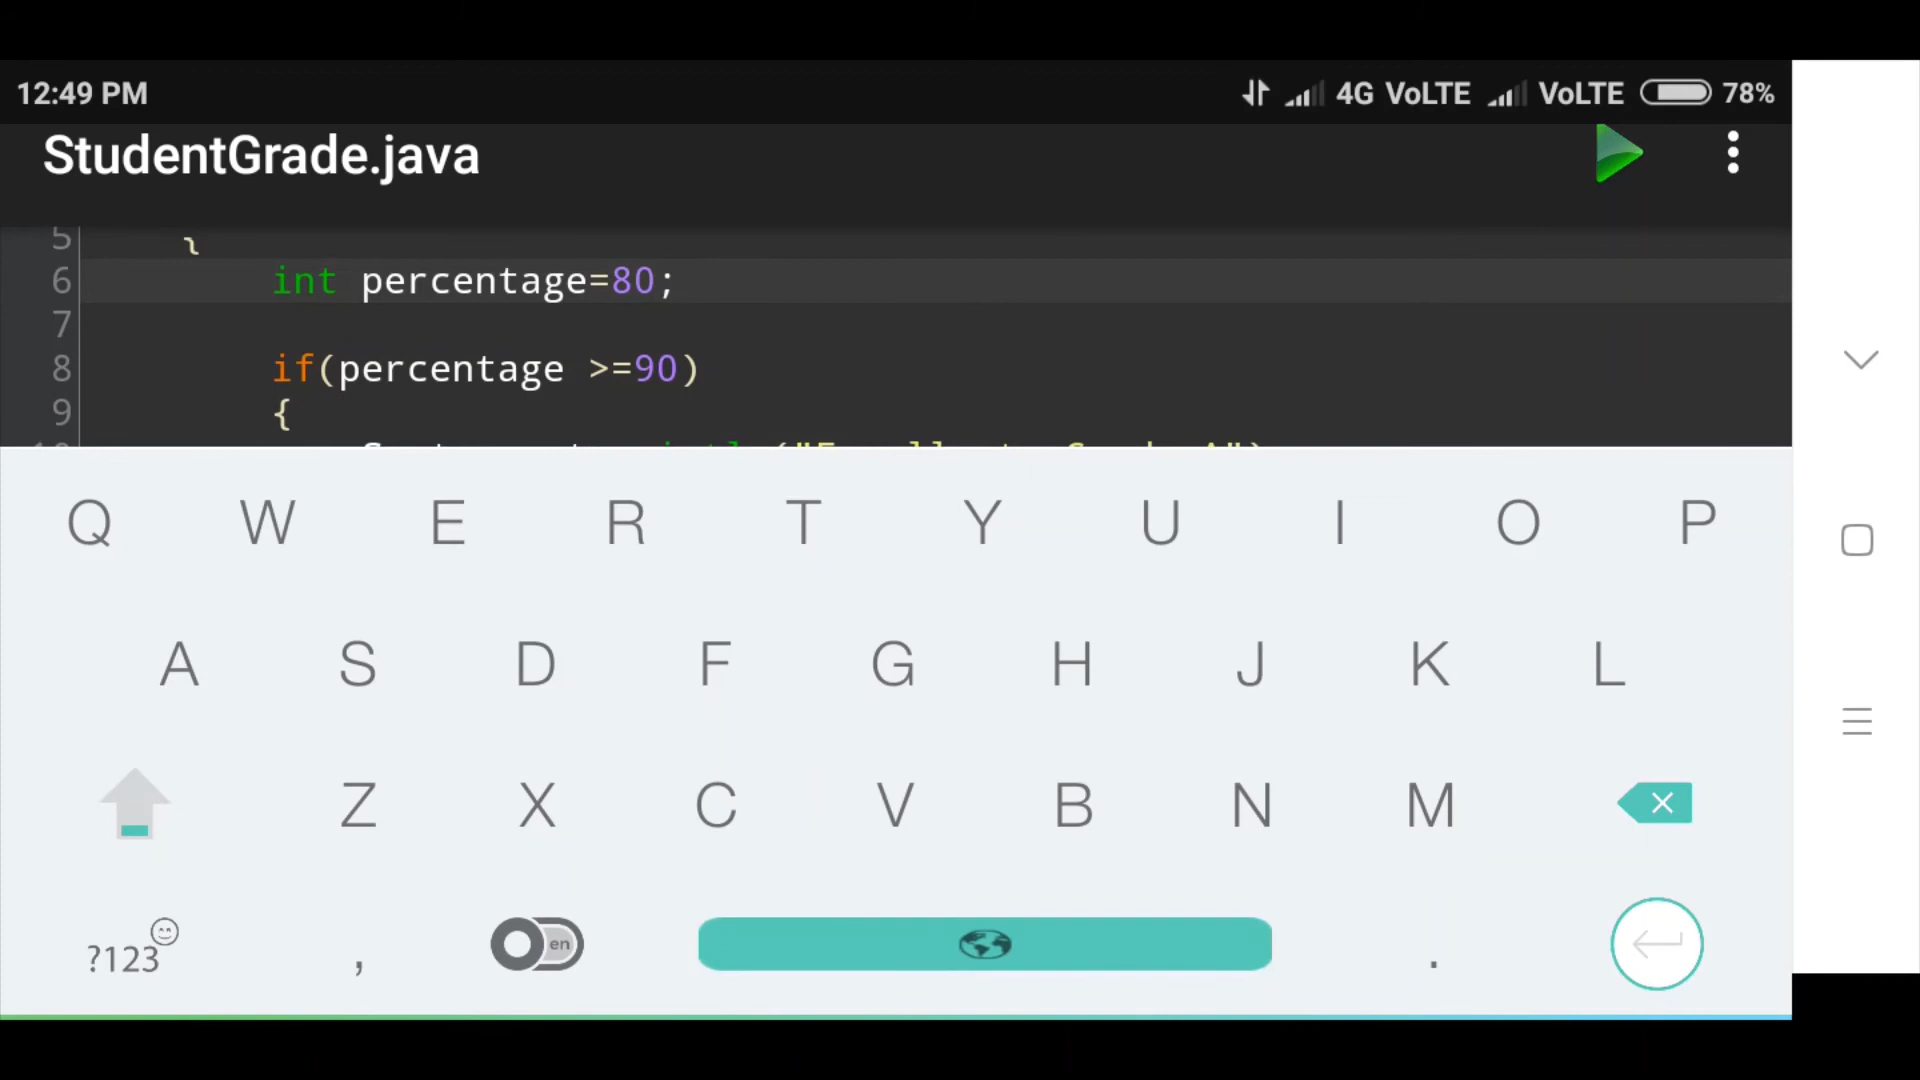 12:49 PM 4G VoLTE VoLTE 78%
StudentGrade.java
5 {
6 int percentage=80;
7
8 if(percentage >=90)
9 {
Q W E R T Y U I O P
A S D F G H J K L
Z X C V B N M
?123 , en .